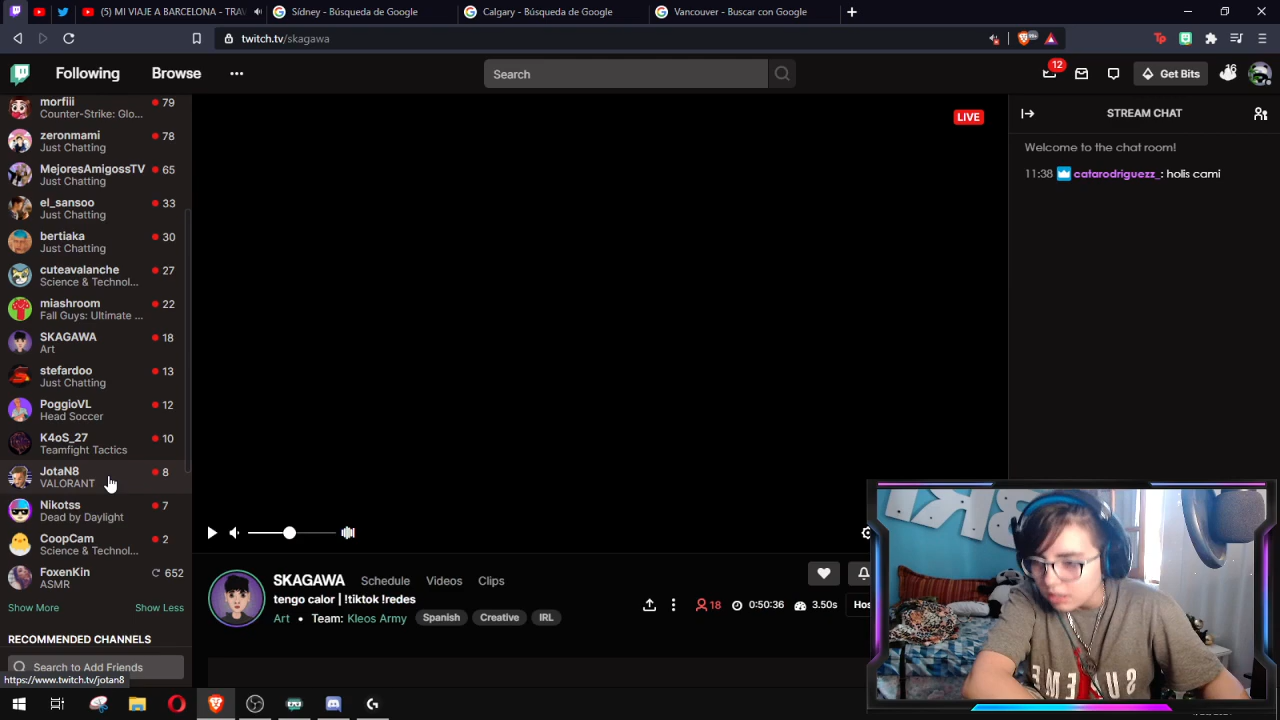 (5) MI VIAJE A BARCELONA - TRAV
Sídney - Búsqueda de Google
Calgary - Búsqueda de Google
Vancouver - Buscar con Google
twitch.tv/skagawa
99+
Following
Browse
Search
12
Get Bits
16
morfiii
79
Counter-Strike: Glo...
zeronmami
78
Just Chatting
MejoresAmigossTV
65
Just Chatting
el_sansoo
33
Just Chatting
bertiaka
30
Just Chatting
cuteavalanche
27
Science & Technol...
miashroom
22
Fall Guys: Ultimate ...
SKAGAWA
18
Art
stefardoo
13
Just Chatting
PoggioVL
12
Head Soccer
K4oS_27
10
Teamfight Tactics
JotaN8
8
VALORANT
Nikotss
7
Dead by Daylight
CoopCam
2
Science & Technol...
FoxenKin
652
ASMR
Show More
Show Less
RECOMMENDED CHANNELS
Search to Add Friends
https://www.twitch.tv/jotan8
LIVE
SKAGAWA
Schedule
Videos
Clips
tengo calor | !tiktok !redes
Art • Team: Kleos Army
Spanish
Creative
IRL
18
0:50:36
3.50s
Hos
STREAM CHAT
Welcome to the chat room!
11:38 catarodriguezz_: holis cami